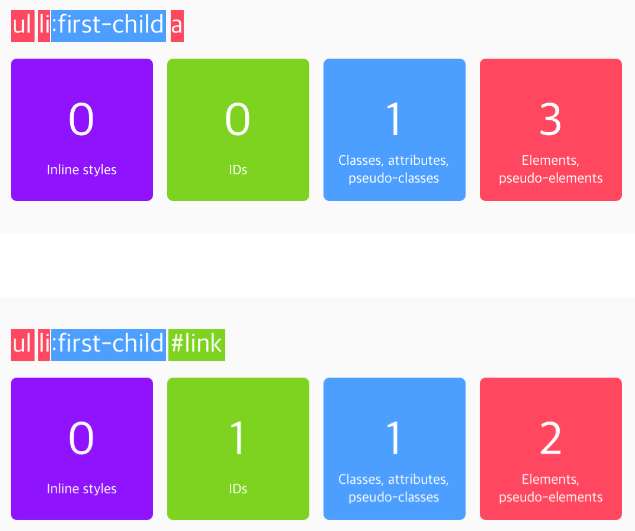 ul li:first-child a
0 0 1 3
Inline styles IDs Classes, attributes, Elements,
pseudo-classes pseudo-elements
ul li:first-child #link
0 1 1 2
Inline styles IDs Classes, attributes, Elements,
pseudo-classes pseudo-elements